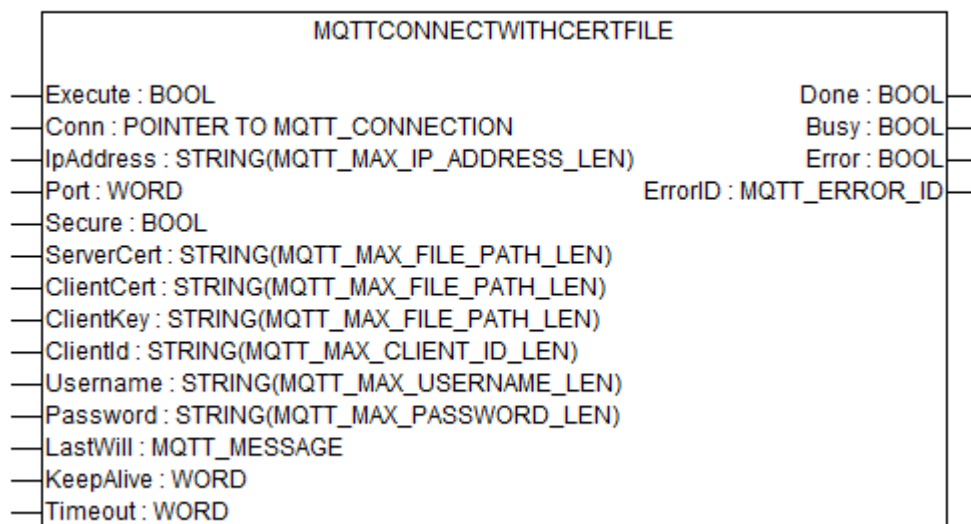 MQTTCONNECTWITHCERTFILE
Execute : BOOL Done : BOOL
Conn : POINTER TO MQTT_CONNECTION Busy : BOOL
IpAddress : STRING(MQTT_MAX_IP_ADDRESS_LEN) Error : BOOL
Port : WORD ErrorID : MQTT_ERROR_ID
Secure : BOOL
ServerCert : STRING(MQTT_MAX_FILE_PATH_LEN)
ClientCert : STRING(MQTT_MAX_FILE_PATH_LEN)
ClientKey : STRING(MQTT_MAX_FILE_PATH_LEN)
ClientId : STRING(MQTT_MAX_CLIENT_ID_LEN)
Username : STRING(MQTT_MAX_USERNAME_LEN)
Password : STRING(MQTT_MAX_PASSWORD_LEN)
LastWill : MQTT_MESSAGE
KeepAlive : WORD
Timeout : WORD